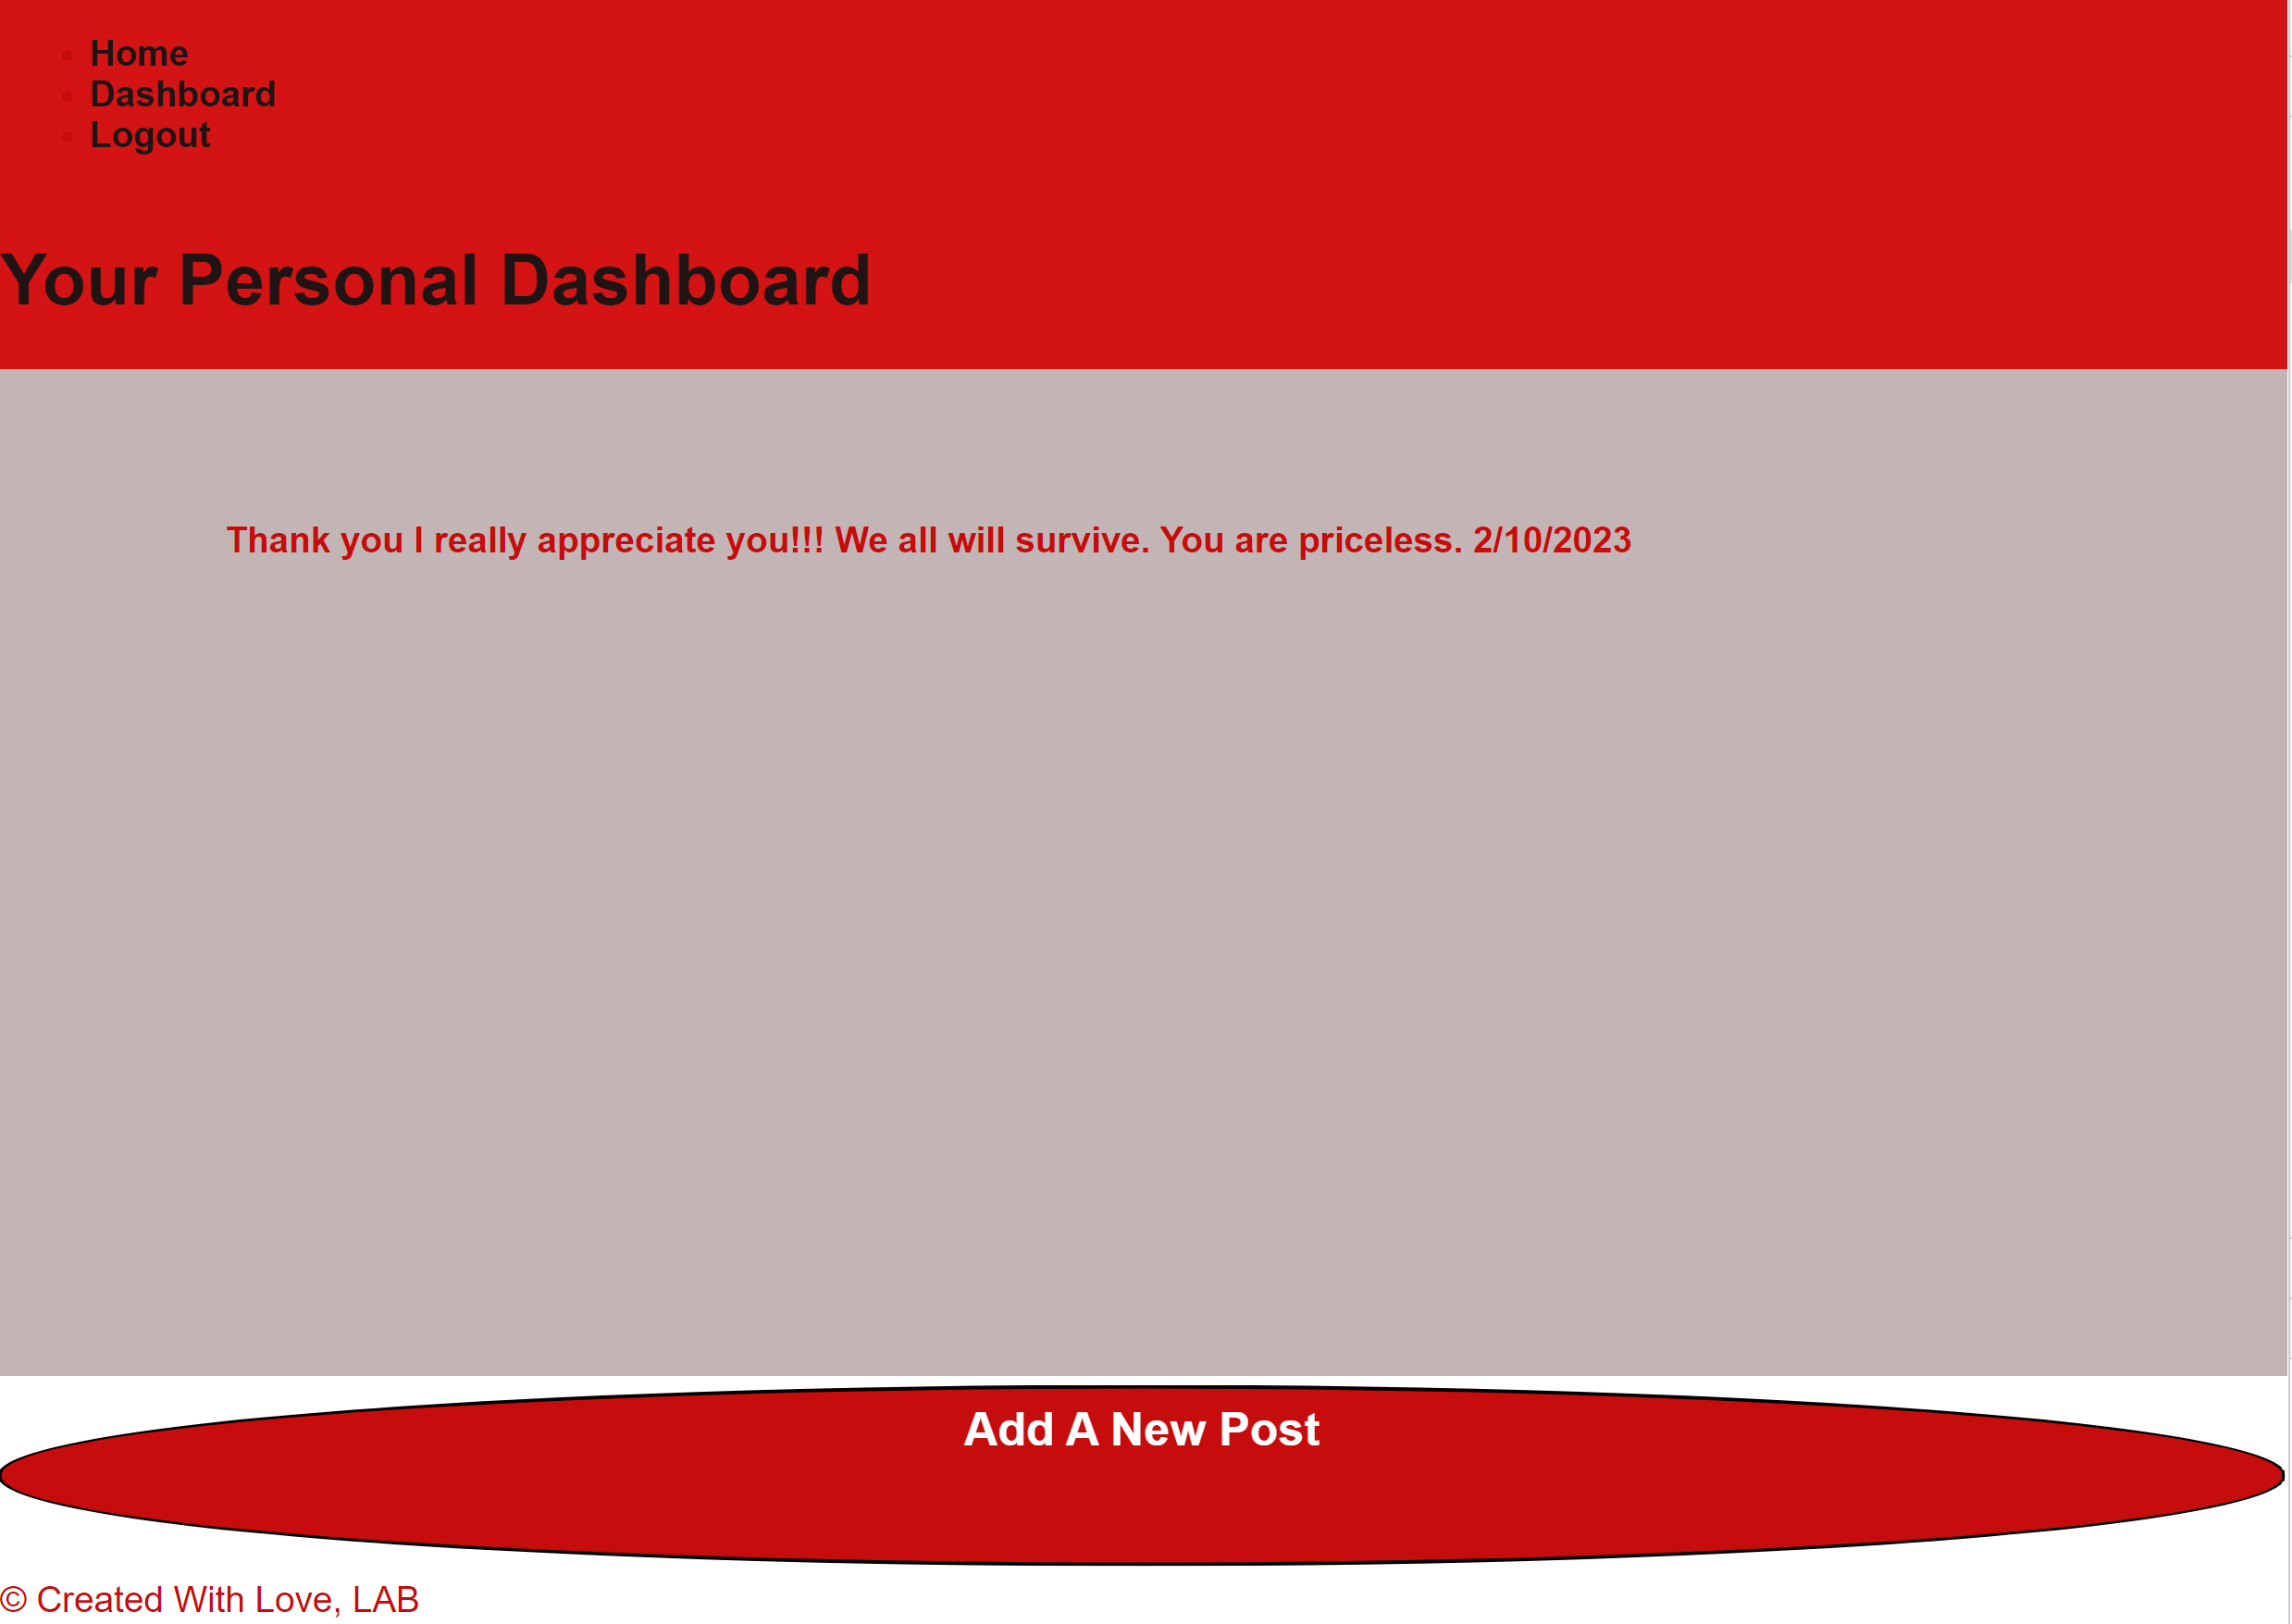 Home
Dashboard
Logout
Your Personal Dashboard
Thank you I really appreciate you!!! We all will survive. You are priceless. 2/10/2023
Add A New Post
© Created With Love, LAB